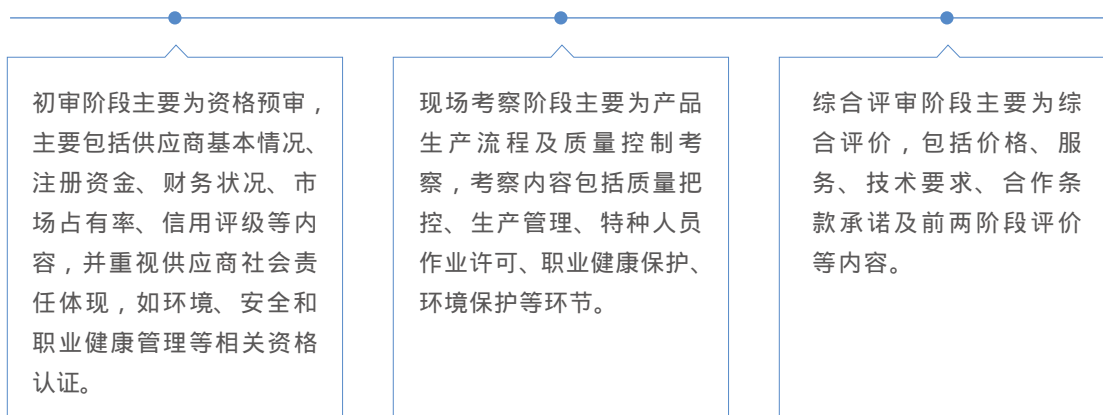 初审阶段主要为资格预审，
主要包括供应商基本情况、
注册资金、财务状况、市
场占有率、信用评级等内
容，并重视供应商社会责
任体现，如环境、安全和
职业健康管理等相关资格
认证。
现场考察阶段主要为产品
生产流程及质量控制考
察，考察内容包括质量把
控、生产管理、特种人员
作业许可、职业健康保护、
环境保护等环节。
综合评审阶段主要为综
合评价，包括价格、服
务、技术要求、合作条
款承诺及前两阶段评价
等内容。